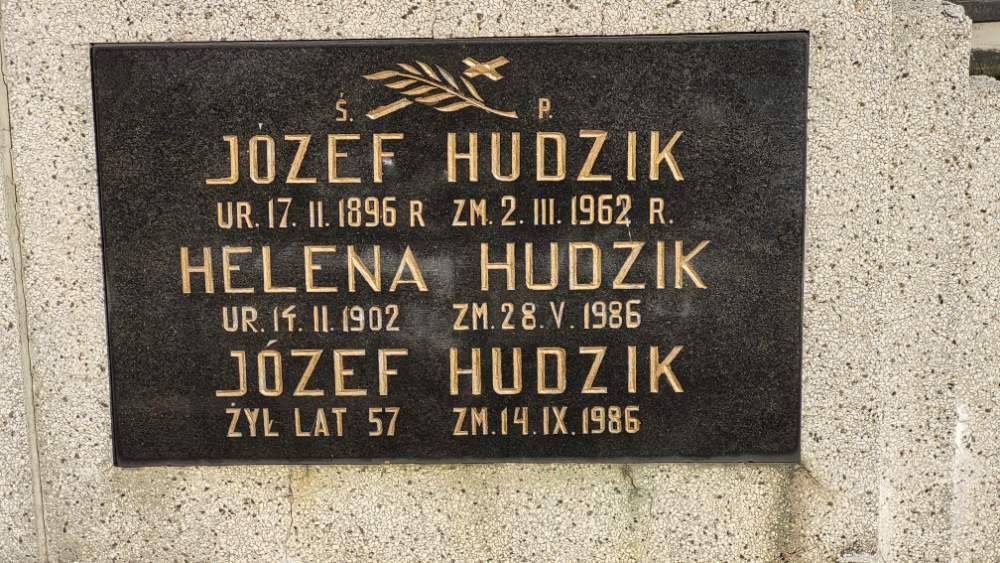 Ś. P.
JÓZEF HUDZIK
UR. 17. II. 1896 R ZM. 2. III. 1962 R.
HELENA HUDZIK
UR. 14. II. 1902 ZM. 28. V. 1986
JÓZEF HUDZIK
ŻYŁ LAT 57 ZM. 14. IX. 1986